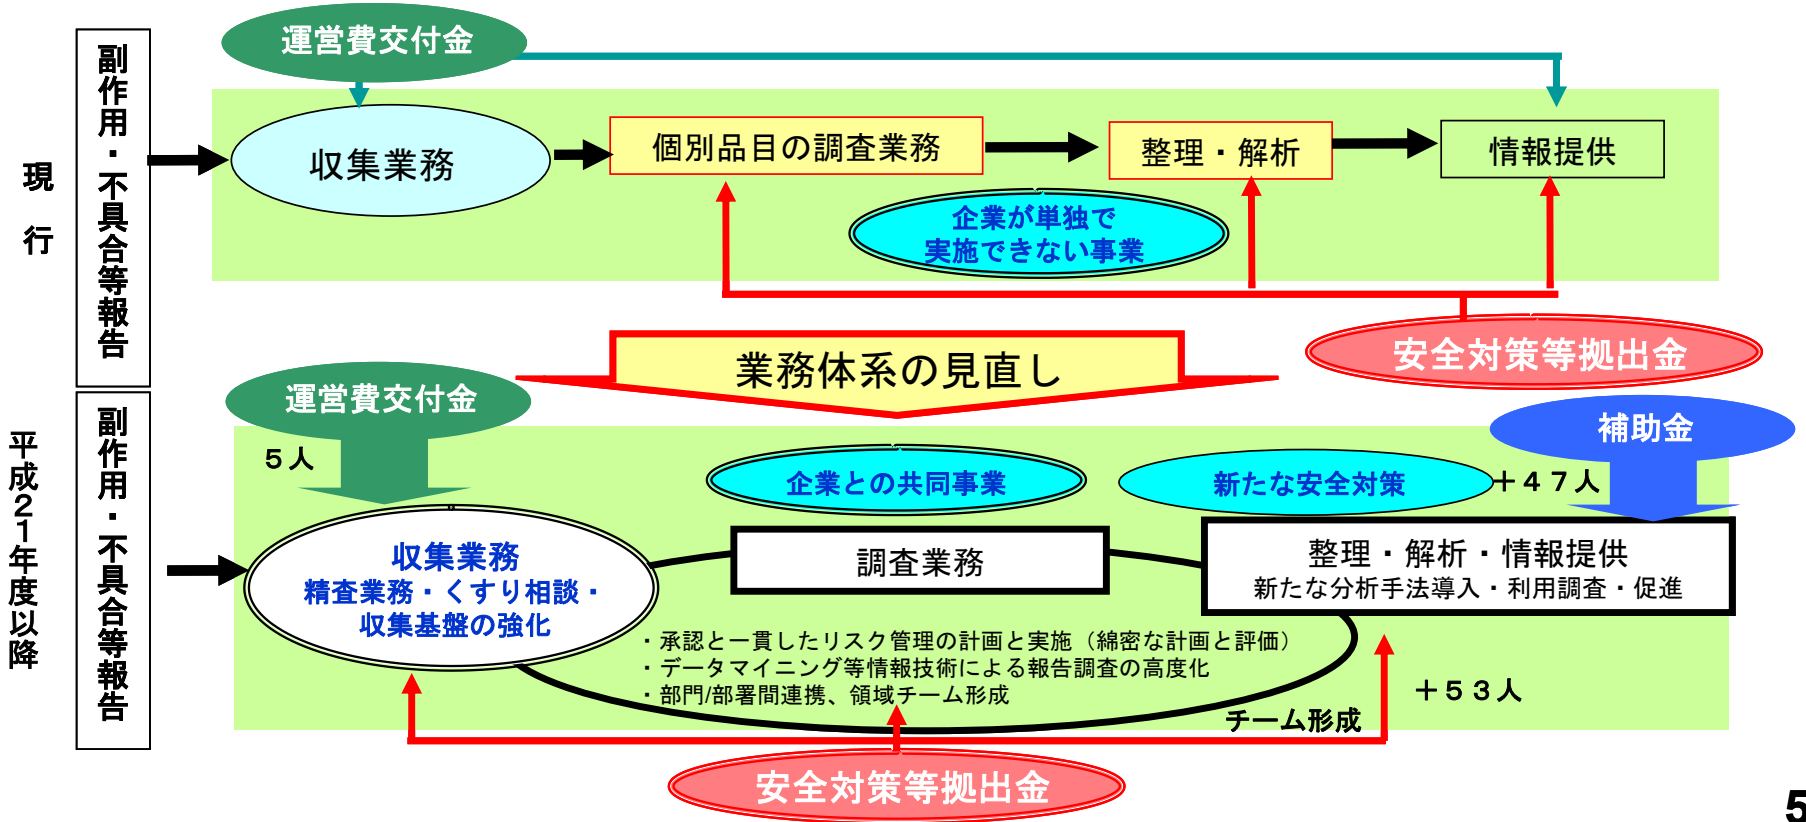 運営費交付金
現行
副作用・不具合等報告
収集業務
個別品目の調査業務
整理・解析
情報提供
企業が単独で
実施できない事業
安全対策等拠出金
業務体系の見直し
平成２１年度以降
副作用・不具合等報告
運営費交付金
５人
補助金
企業との共同事業
新たな安全対策
＋４７人
収集業務
精査業務・くすり相談・
収集基盤の強化
調査業務
整理・解析・情報提供
新たな分析手法導入・利用調査・促進
・承認と一貫したリスク管理の計画と実施（綿密な計画と評価）
・データマイニング等情報技術による報告調査の高度化
・部門/部署間連携、領域チーム形成
＋５３人
チーム形成
安全対策等拠出金
5